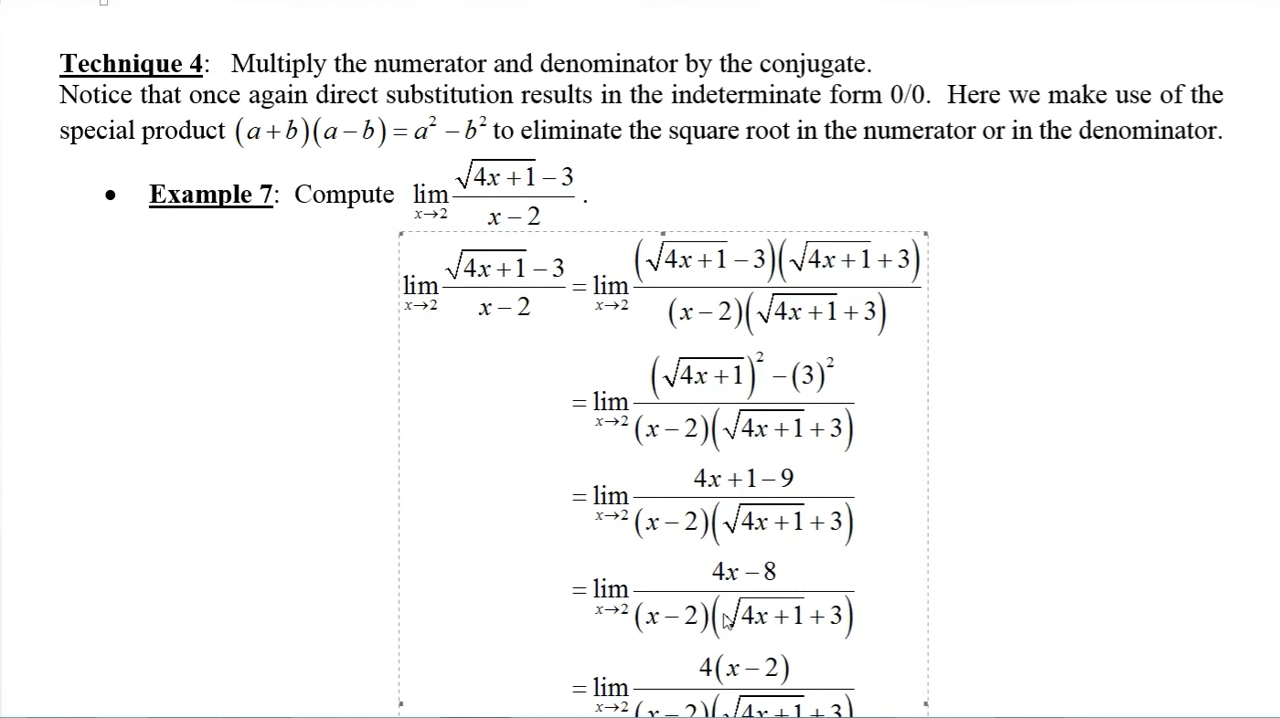 Technique 4: Multiply the numerator and denominator by the conjugate.
Notice that once again direct substitution results in the indeterminate form 0/0. Here we make use of the
special product (a+b)(a−b) = a² − b² to eliminate the square root in the numerator or in the denominator.
• Example 7: Compute lim_{x→2} (√(4x+1) − 3)/(x − 2) .
lim_{x→2} (√(4x+1) − 3)/(x − 2) = lim_{x→2} ((√(4x+1) − 3)(√(4x+1) + 3))/((x − 2)(√(4x+1) + 3))
= lim_{x→2} ((√(4x+1))² − (3)²)/((x − 2)(√(4x+1) + 3))
= lim_{x→2} (4x + 1 − 9)/((x − 2)(√(4x+1) + 3))
= lim_{x→2} (4x − 8)/((x − 2)(√(4x+1) + 3))
= lim_{x→2} (4(x − 2))/((x − 2)(√(4x+1) + 3))